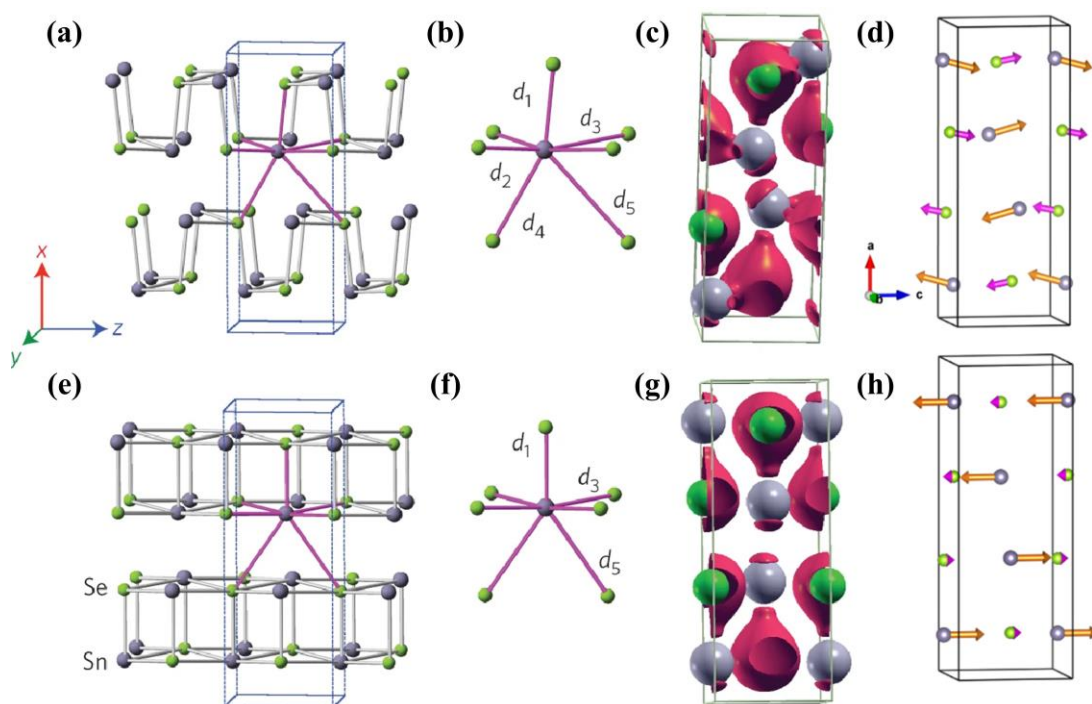 (a)
(b)
(c)
(d)
d1
d3
d2
d4
d5
x
z
y
a
b
c
(e)
(f)
(g)
(h)
d1
d3
d5
Se
Sn